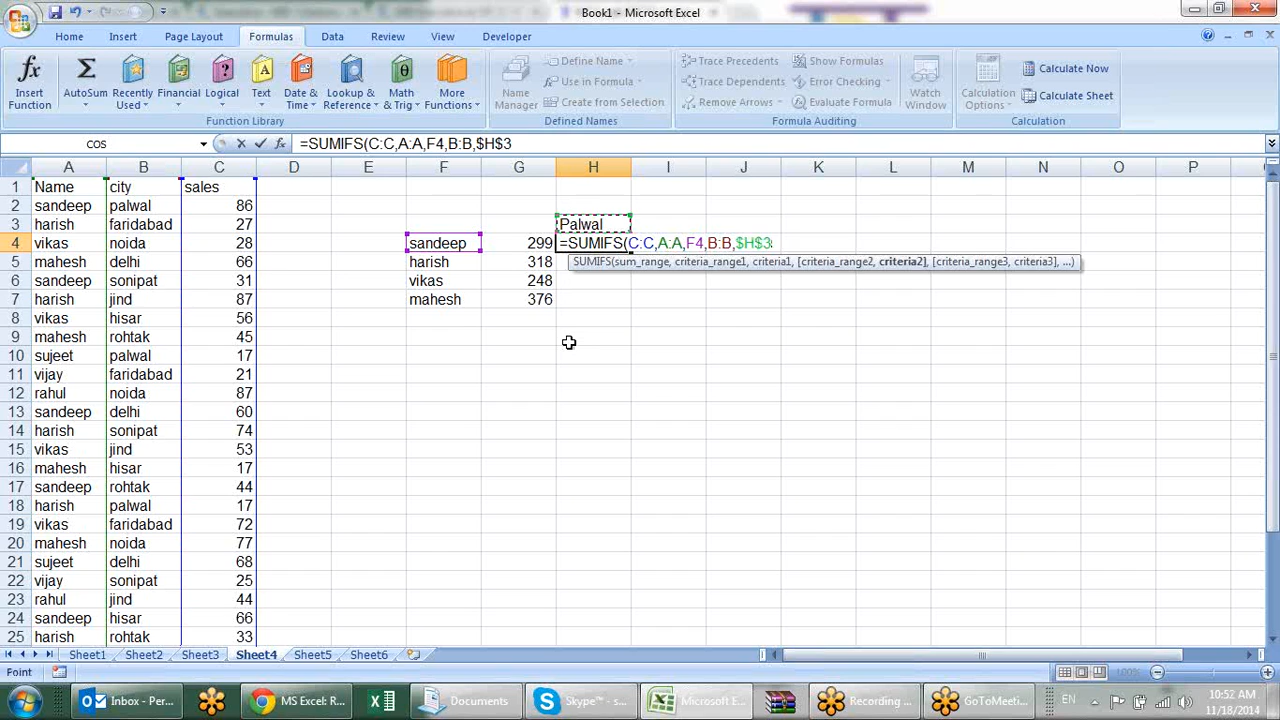 Book1 - Microsoft Excel
Home Insert Page Layout Formulas Data Review View Developer
Insert Function
AutoSum
Recently Used
Financial
Logical
Text
Date & Time
Lookup & Reference
Math & Trig
More Functions
Function Library
Name Manager
Define Name
Use in Formula
Create from Selection
Defined Names
Trace Precedents
Trace Dependents
Remove Arrows
Show Formulas
Error Checking
Evaluate Formula
Watch Window
Formula Auditing
Calculation Options
Calculate Now
Calculate Sheet
Calculation
COS =SUMIFS(C:C,A:A,F4,B:B,$H$3
A B C D E F G H I J K L M N O P
1 Name city sales
2 sandeep palwal 86
3 harish faridabad 27 Palwal
4 vikas noida 28 sandeep 299 =SUMIFS(C:C,A:A,F4,B:B,$H$3
5 mahesh delhi 66 harish 318 SUMIFS(sum_range, criteria_range1, criteria1, [criteria_range2, criteria2], [criteria_range3, criteria3], ...)
6 sandeep sonipat 31 vikas 248
7 harish jind 87 mahesh 376
8 vikas hisar 56
9 mahesh rohtak 45
10 sujeet palwal 17
11 vijay faridabad 21
12 rahul noida 87
13 sandeep delhi 60
14 harish sonipat 74
15 vikas jind 53
16 mahesh hisar 17
17 sandeep rohtak 44
18 harish palwal 17
19 vikas faridabad 72
20 mahesh noida 77
21 sujeet delhi 68
22 vijay sonipat 25
23 rahul jind 44
24 sandeep hisar 66
25 harish rohtak 33
Sheet1 Sheet2 Sheet3 Sheet4 Sheet5 Sheet6
Point 100%
Inbox - Per... MS Excel: R... Document... Skype™ - s... Microsoft E... Recording ... GoToMeeti... EN 10:52 AM
11/18/2014